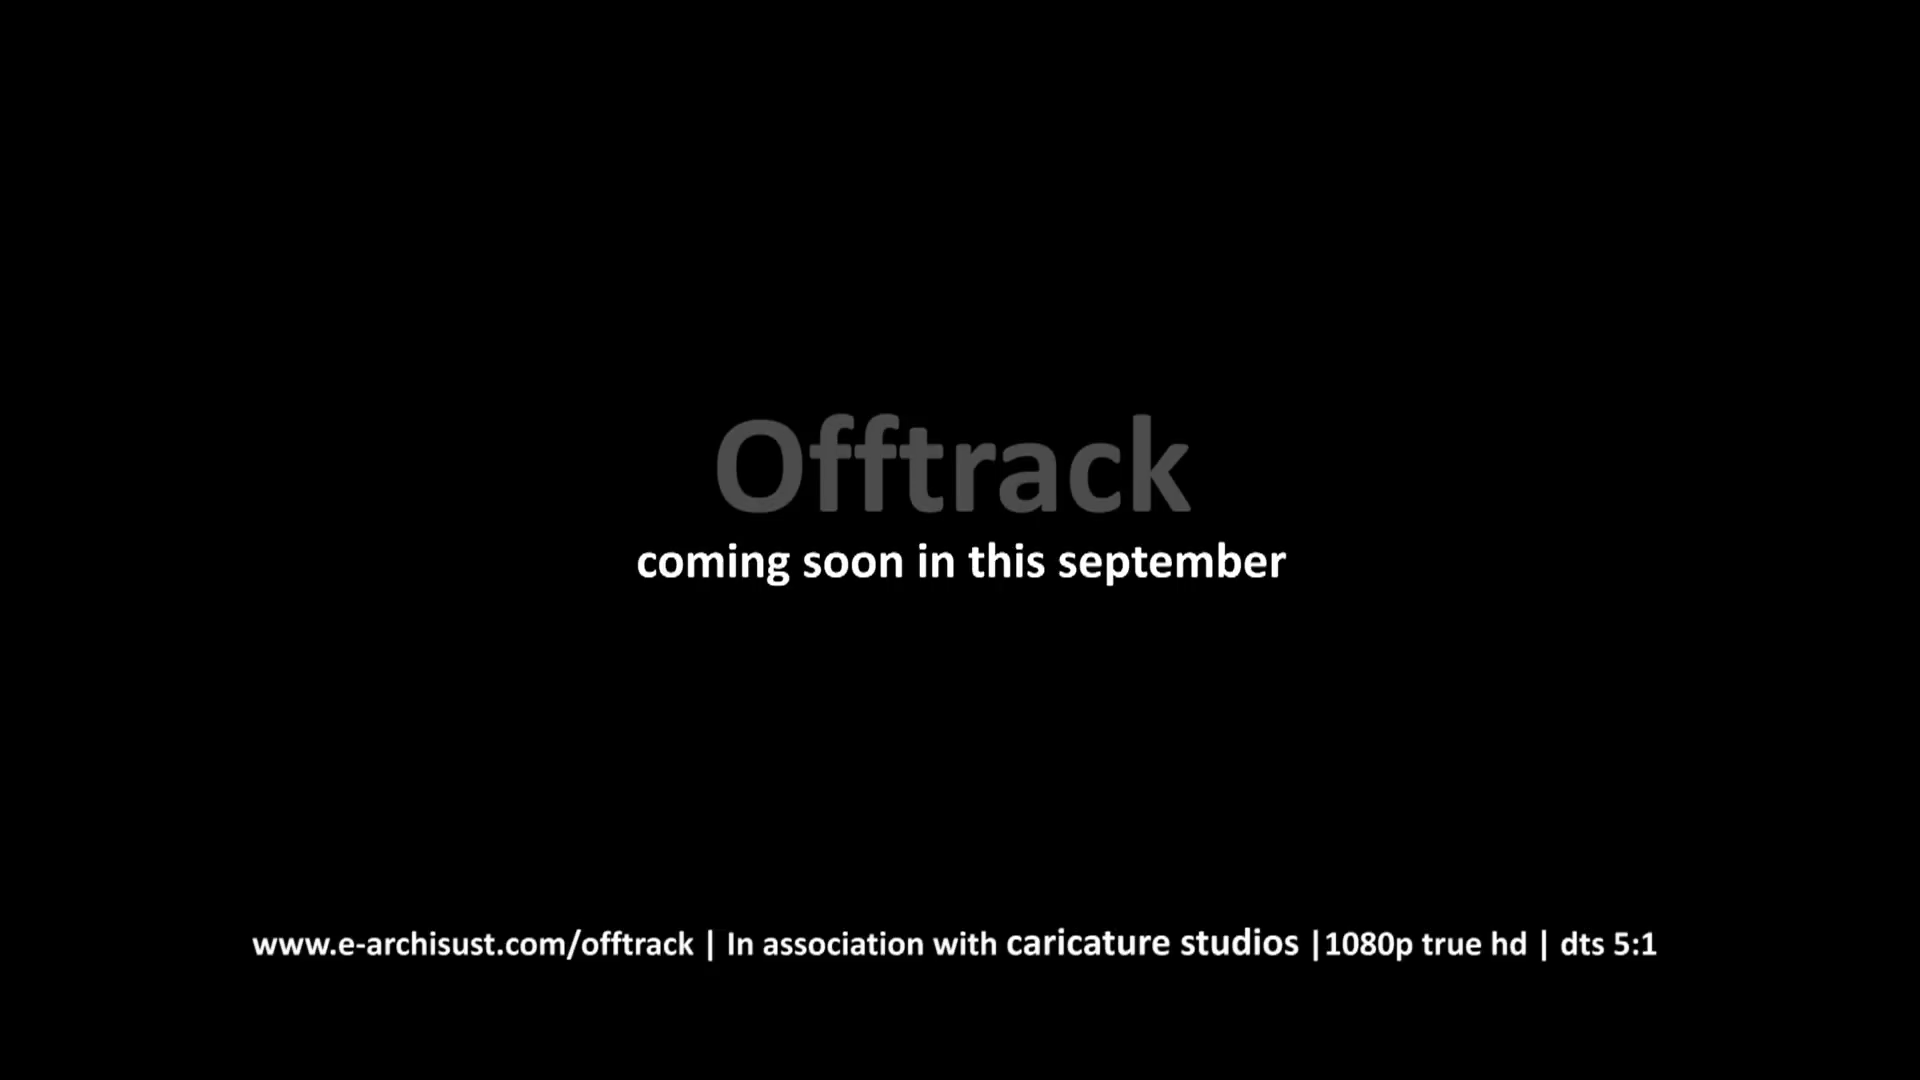 Offtrack
coming soon in this september
www.e-archisust.com/offtrack | In association with caricature studios |1080p true hd | dts 5:1